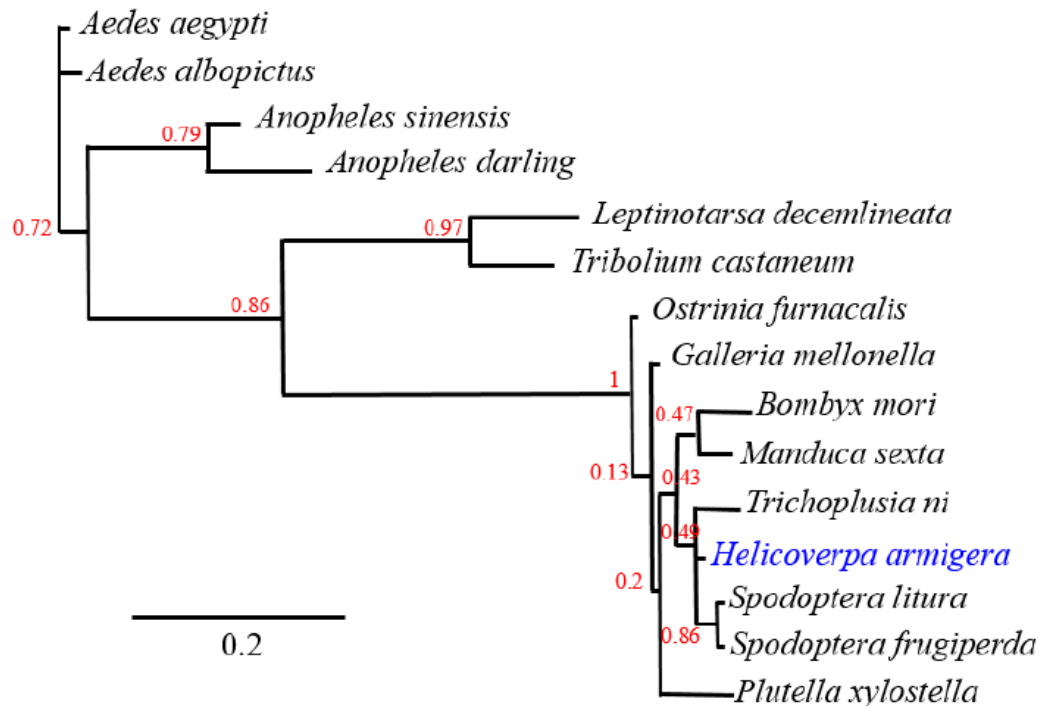 Aedes aegypti
Aedes albopictus
Anopheles sinensis
0.79
Anopheles darling
Leptinotarsa decemlineata
0.72
0.97
Tribolium castaneum
0.86
Ostrinia furnacalis
Galleria mellonella
1
Bombyx mori
0.47
Manduca sexta
0.13
0.43
Trichoplusia ni
0.49
Helicoverpa armigera
0.2
Spodoptera litura
0.86
Spodoptera frugiperda
0.2
Plutella xylostella